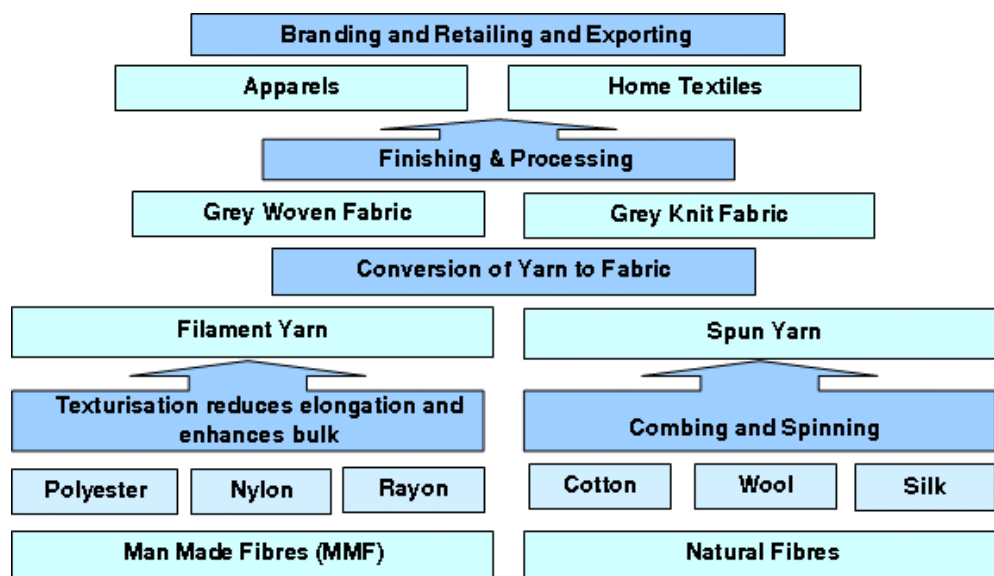 Branding and Retailing and Exporting
Apparels
Home Textiles
Finishing & Processing
Grey Woven Fabric
Grey Knit Fabric
Conversion of Yarn to Fabric
Filament Yarn
Spun Yarn
Texturisation reduces elongation and
enhances bulk
Combing and Spinning
Polyester
Nylon
Rayon
Cotton
Wool
Silk
Man Made Fibres (MMF)
Natural Fibres